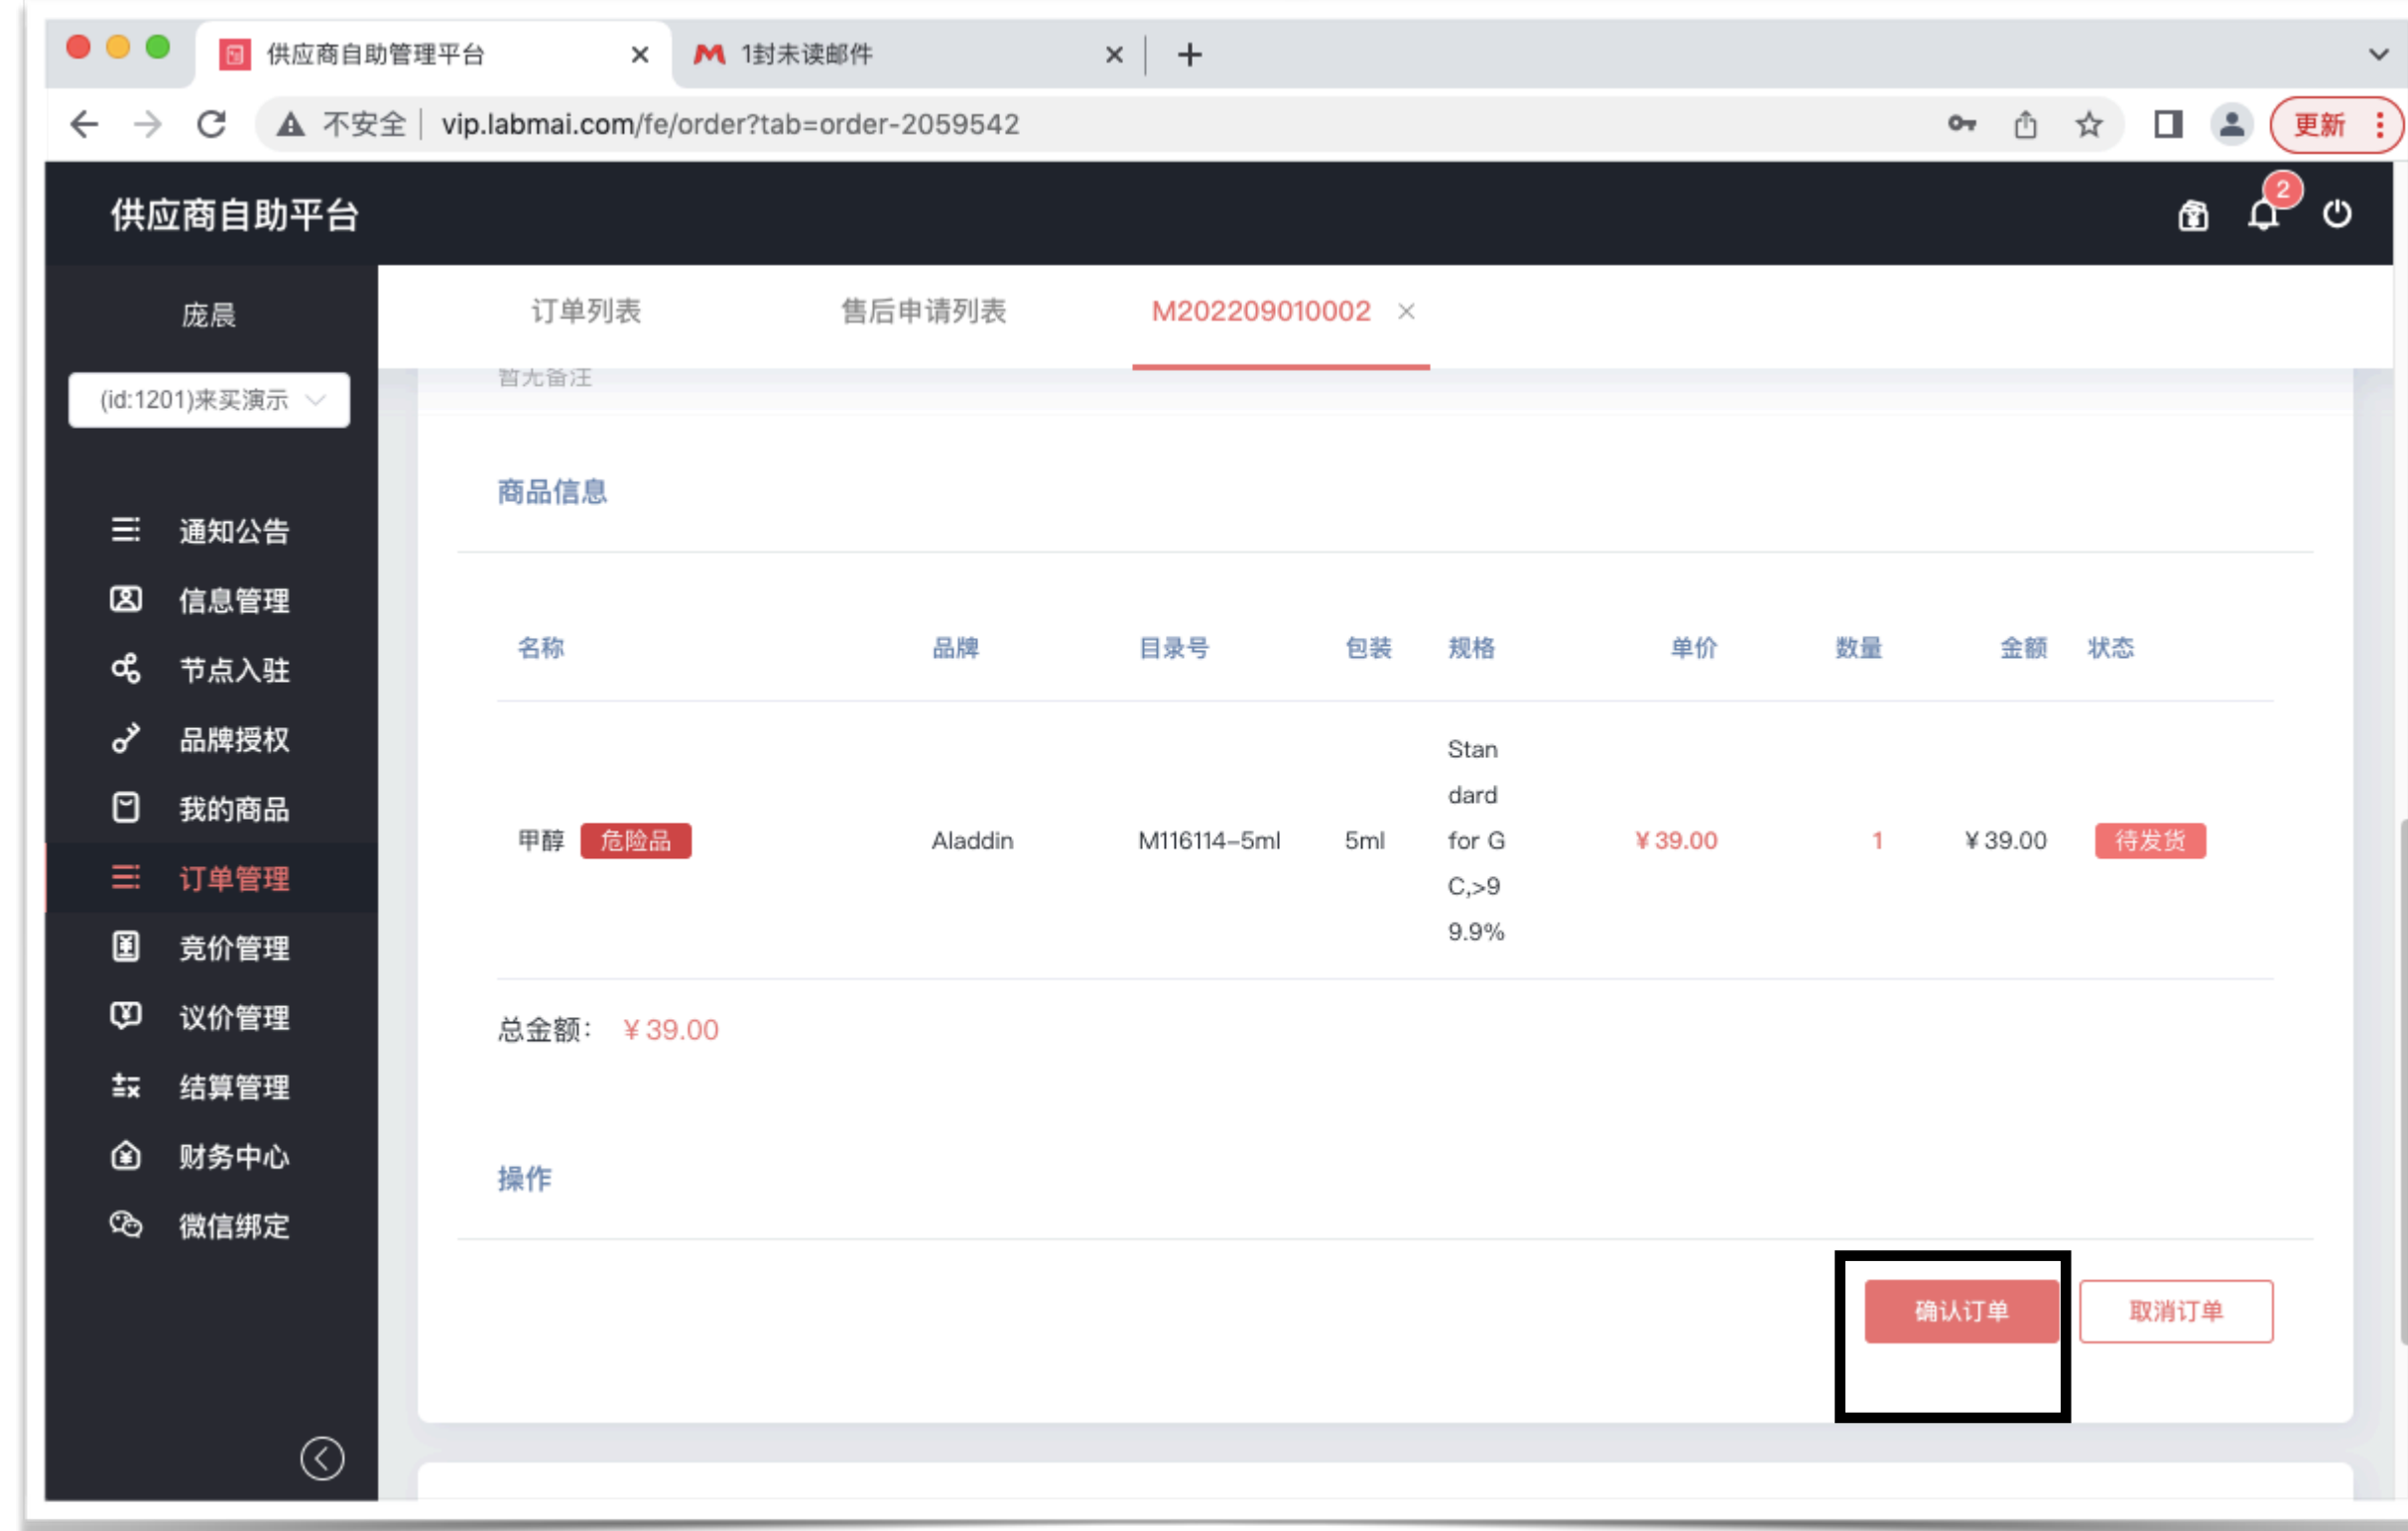 供应商自助管理平台
1封未读邮件
不安全
vip.labmai.com/fe/order?tab=order-2059542
更新
供应商自助平台
2
庞晨
(id:1201)来买演示
通知公告
信息管理
节点入驻
品牌授权
我的商品
订单管理
竞价管理
议价管理
结算管理
财务中心
微信绑定
订单列表
售后申请列表
M202209010002
暂无备注
商品信息
名称 品牌 目录号 包装 规格 单价 数量 金额 状态
甲醇 危险品 Aladdin M116114-5ml 5ml
Stan
dard
for G
C,>9
9.9%
¥39.00 1 ¥39.00 待发货
总金额: ¥39.00
操作
确认订单
取消订单